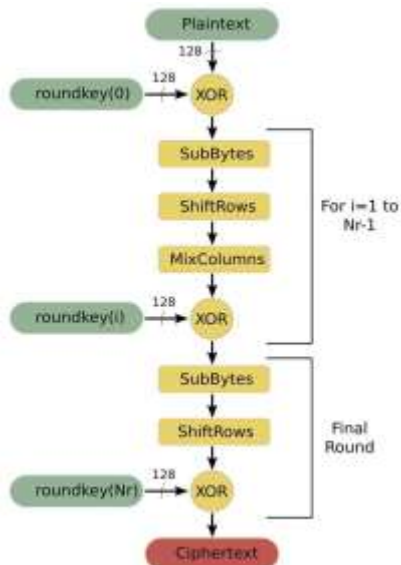 Plaintext
128
128
roundkey(0)
XOR
SubBytes
ShiftRows
For i=1 to
Nr-1
MixColumns
128
roundkey(i)
XOR
SubBytes
ShiftRows
Final
Round
128
roundkey(Nr)
XOR
Ciphertext